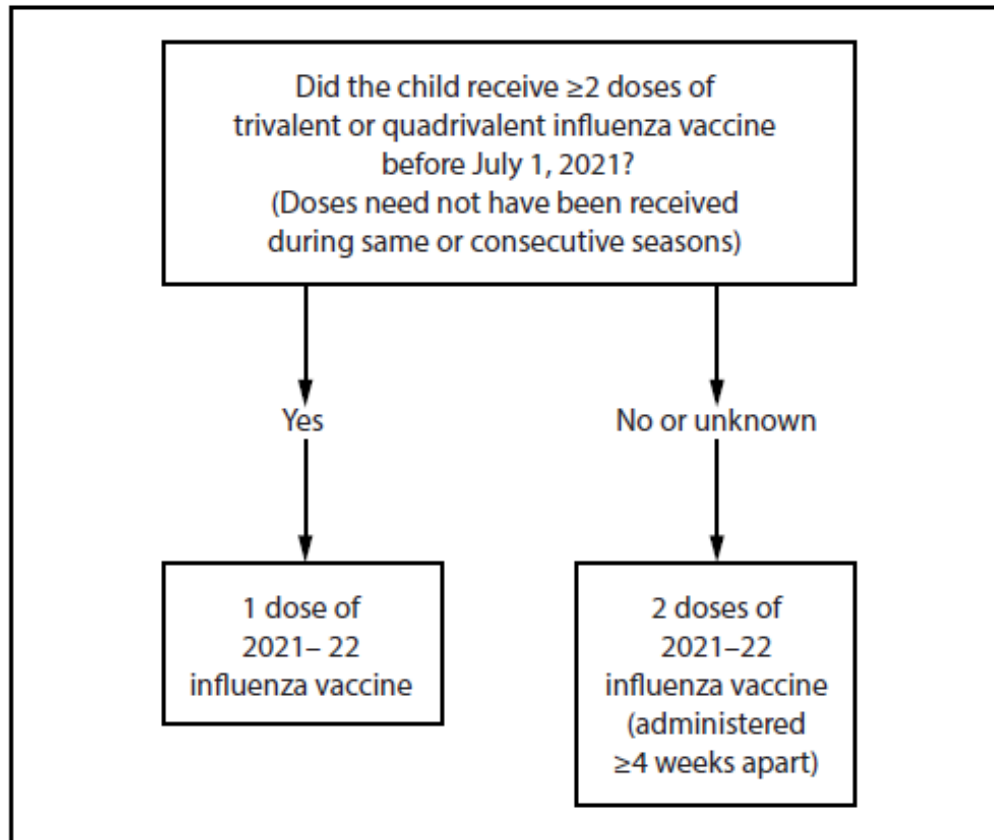 Did the child receive ≥2 doses of
trivalent or quadrivalent influenza vaccine
before July 1, 2021?
(Doses need not have been received
during same or consecutive seasons)
Yes
No or unknown
1 dose of
2021– 22
influenza vaccine
2 doses of
2021–22
influenza vaccine
(administered
≥4 weeks apart)